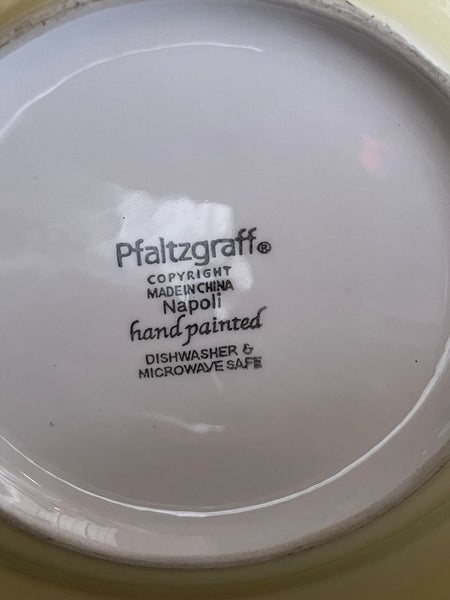 Pfaltzgraff®
COPYRIGHT
MADE IN CHINA
Napoli
hand painted
DISHWASHER &
MICROWAVE SAFE